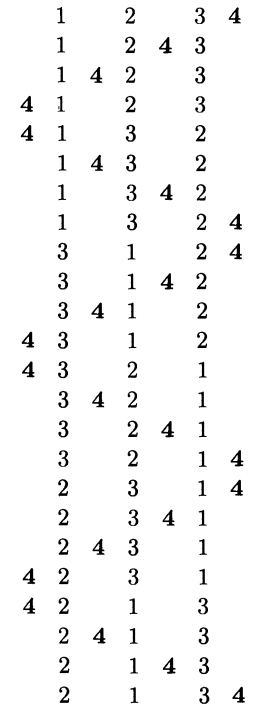 1 2 3 4
1 2 4 3
1 4 2 3
4 1 2 3
4 1 3 2
1 4 3 2
1 3 4 2
1 3 2 4
3 1 2 4
3 1 4 2
3 4 1 2
4 3 1 2
4 3 2 1
3 4 2 1
3 2 4 1
3 2 1 4
2 3 1 4
2 3 4 1
2 4 3 1
4 2 3 1
4 2 1 3
2 4 1 3
2 1 4 3
2 1 3 4